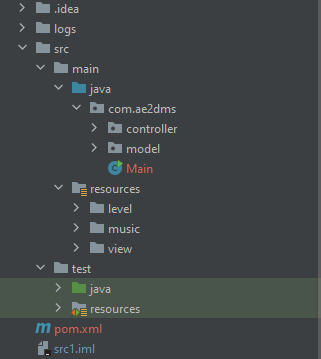 .idea
logs
src
main
java
com.ae2dms
controller
model
Main
resources
level
music
view
test
java
resources
pom.xml
src1.iml